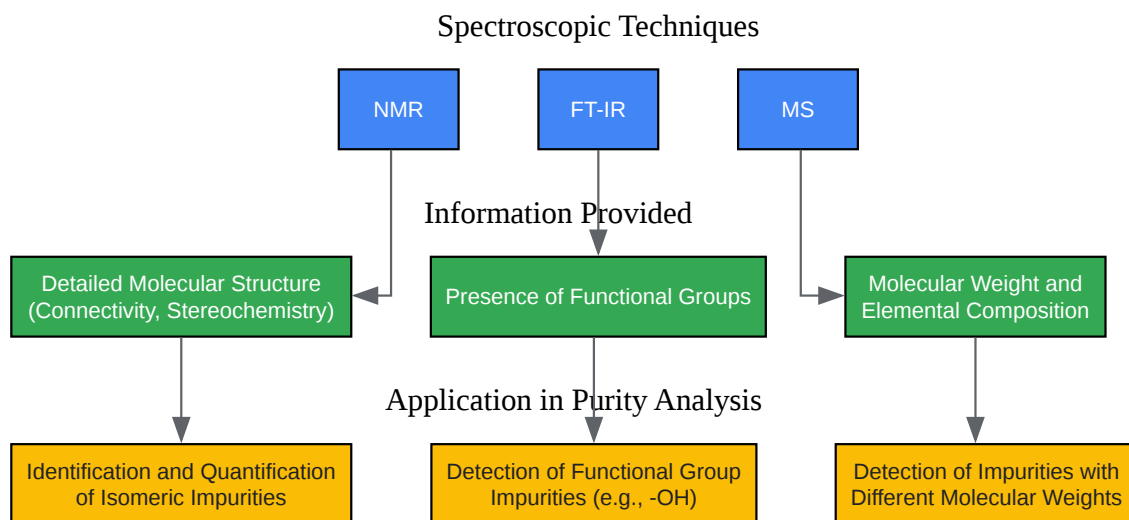 Spectroscopic Techniques
NMR
FT-IR
MS
Information Provided
Detailed Molecular Structure
(Connectivity, Stereochemistry)
Presence of Functional Groups
Molecular Weight and
Elemental Composition
Application in Purity Analysis
Identification and Quantification
of Isomeric Impurities
Detection of Functional Group
Impurities (e.g., -OH)
Detection of Impurities with
Different Molecular Weights